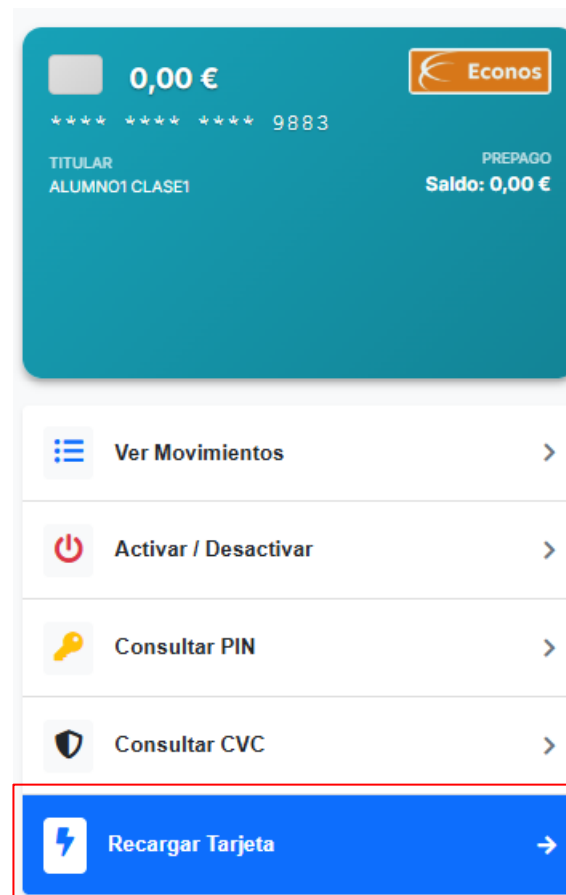 0,00 €
Econos
**** **** **** 9883
TITULAR
ALUMNO1 CLASE1
PREPAGO
Saldo: 0,00 €
Ver Movimientos
Activar / Desactivar
Consultar PIN
Consultar CVC
Recargar Tarjeta